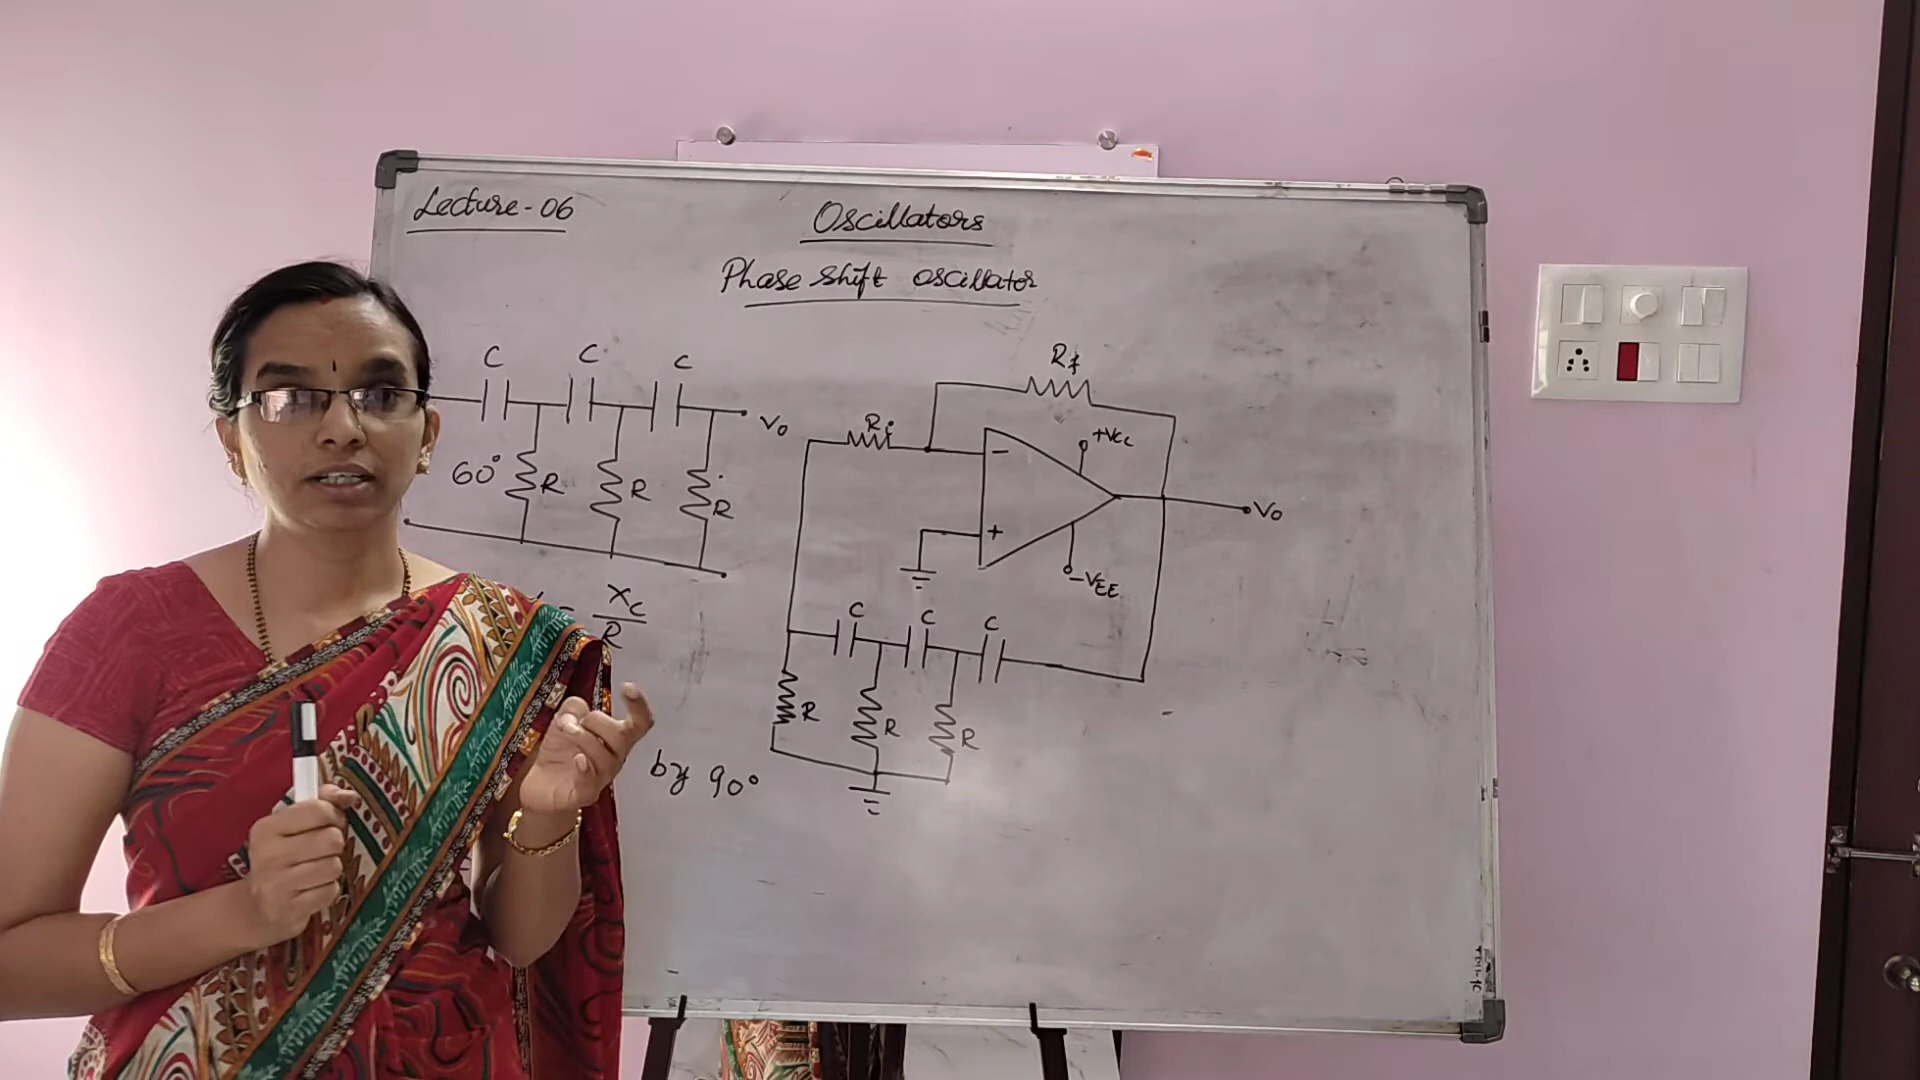 Lecture-06
Oscillators
Phase shift oscillator
C C C
Vo
60° R R R
Xc
R
by 90°
Rf
Ri
+Vcc
-
+
Vo
-VEE
C C C
R R R